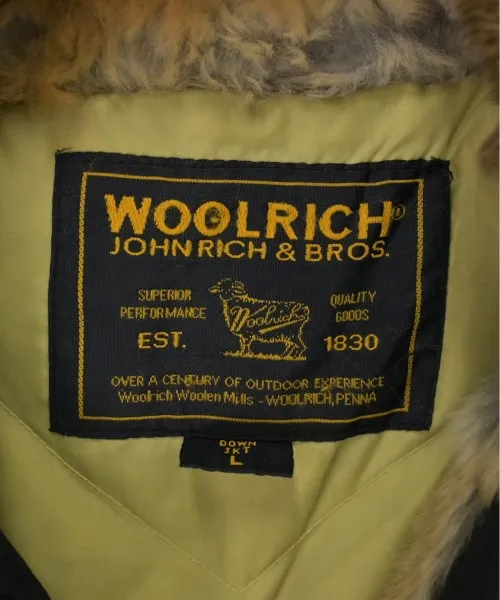 WOOLRICH®
JOHN RICH & BROS.
SUPERIOR
PERFORMANCE
Woolrich
QUALITY
GOODS
EST. 1830
OVER A CENTURY OF OUTDOOR EXPERIENCE
Woolrich Woolen Mills - WOOLRICH, PENNA
DOWN
JKT
L